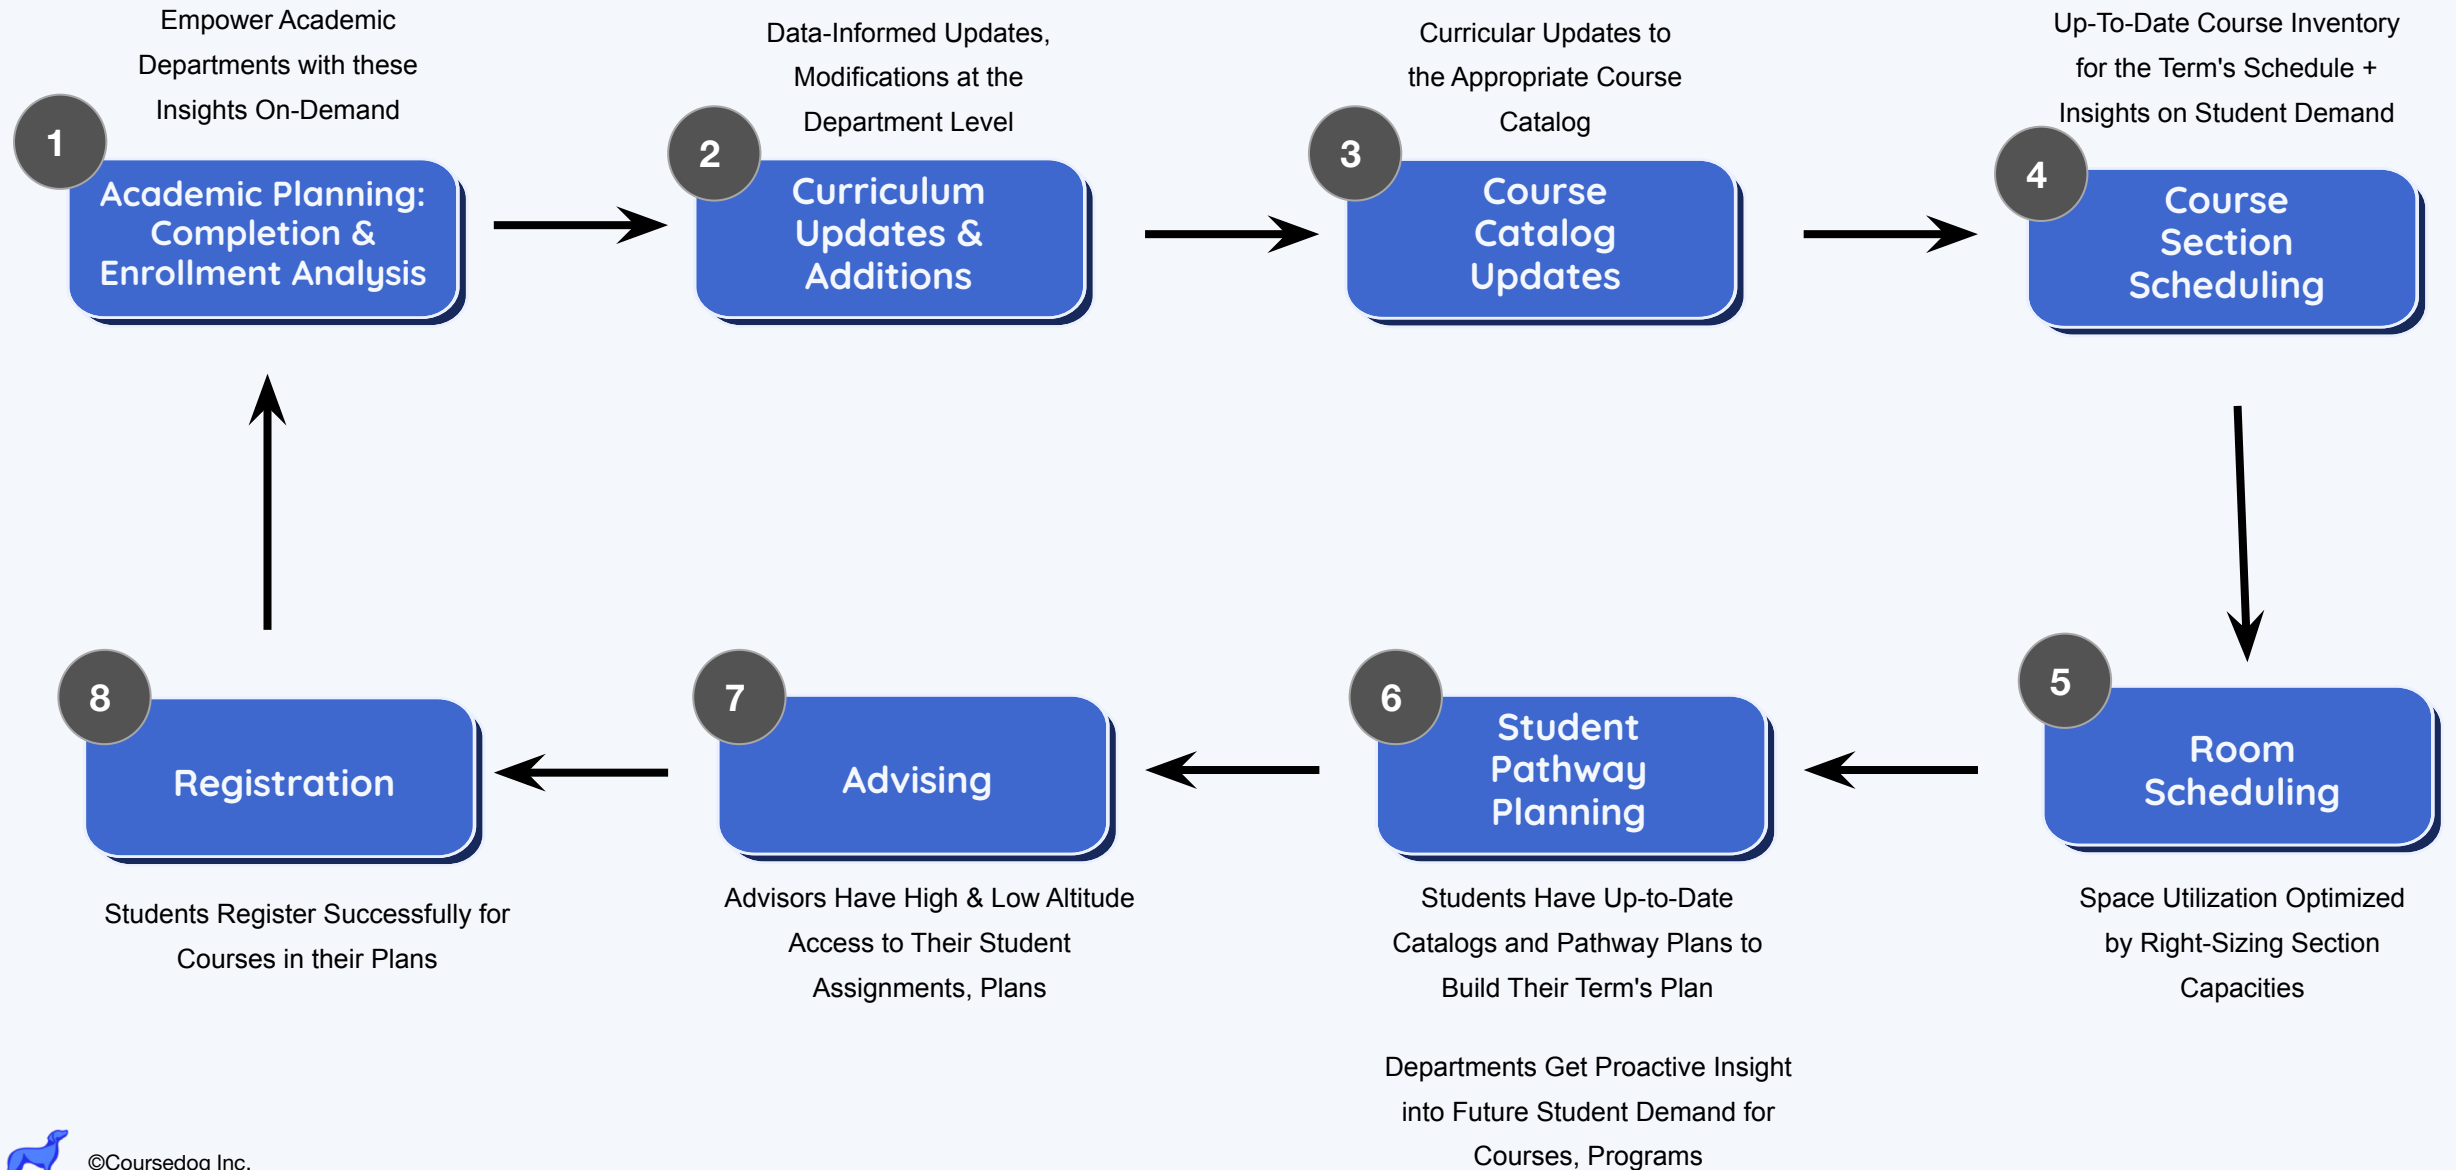 Empower Academic
Departments with these
Insights On-Demand
1
Academic Planning:
Completion &
Enrollment Analysis
Data-Informed Updates,
Modifications at the
Department Level
2
Curriculum
Updates &
Additions
Curricular Updates to
the Appropriate Course
Catalog
3
Course
Catalog
Updates
Up-To-Date Course Inventory
for the Term's Schedule +
Insights on Student Demand
4
Course
Section
Scheduling
5
Room
Scheduling
Space Utilization Optimized
by Right-Sizing Section
Capacities
6
Student
Pathway
Planning
Students Have Up-to-Date
Catalogs and Pathway Plans to
Build Their Term's Plan
Departments Get Proactive Insight
into Future Student Demand for
Courses, Programs
7
Advising
Advisors Have High & Low Altitude
Access to Their Student
Assignments, Plans
8
Registration
Students Register Successfully for
Courses in their Plans
©Coursedog Inc.